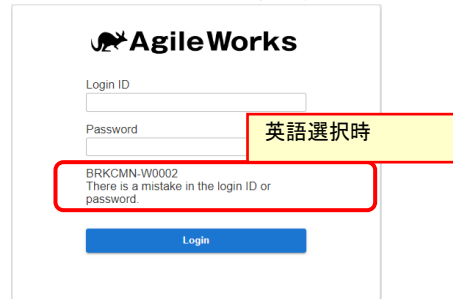 AgileWorks
Login ID
Password
英語選択時
BRKCMN-W0002
There is a mistake in the login ID or
password.
Login